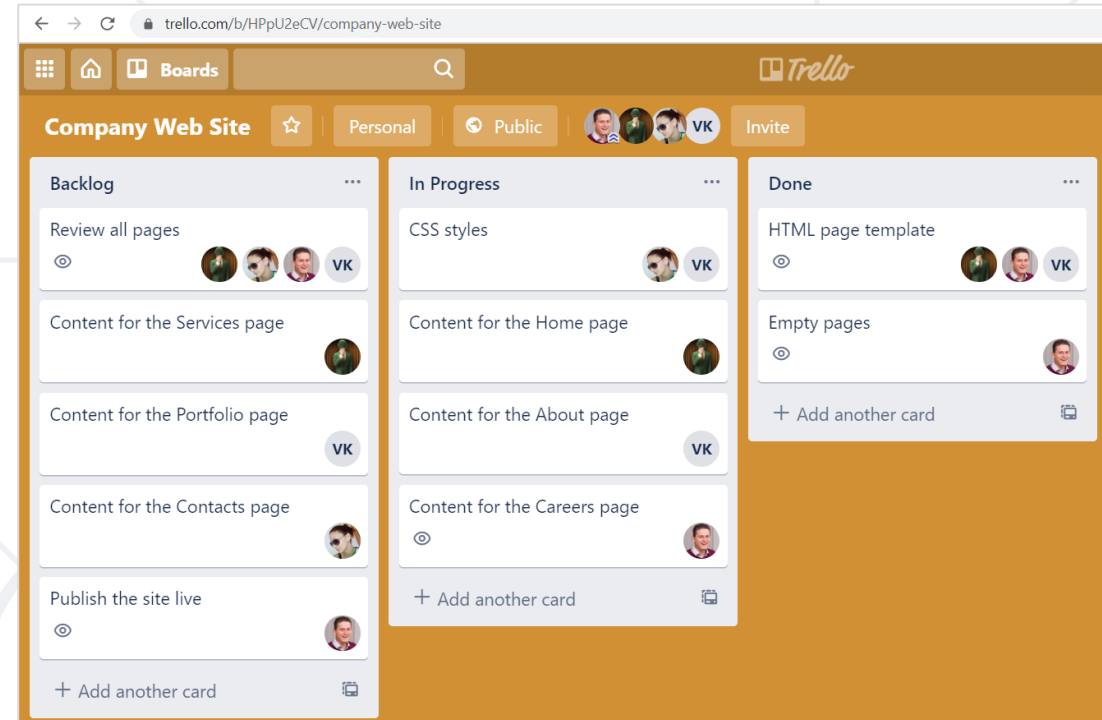 trello.com/b/HPpU2eCV/company-web-site
Boards
Trello
Company Web Site
Personal
Public
VK
Invite
Backlog
...
Review all pages
VK
Content for the Services page
Content for the Portfolio page
VK
Content for the Contacts page
Publish the site live
+ Add another card
In Progress
...
CSS styles
VK
Content for the Home page
Content for the About page
VK
Content for the Careers page
+ Add another card
Done
...
HTML page template
VK
Empty pages
+ Add another card